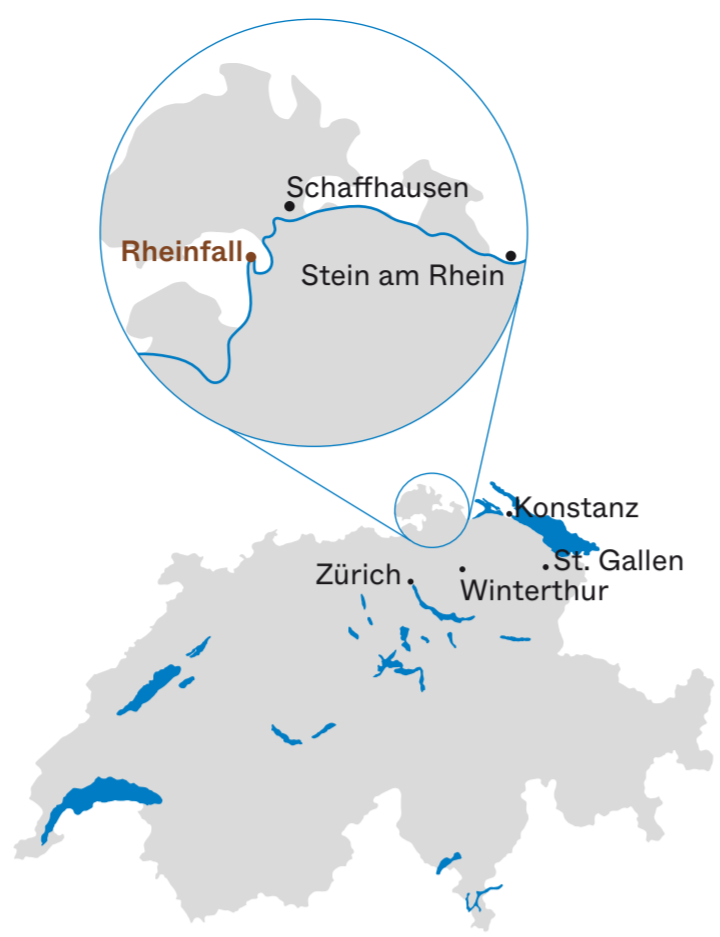 Schaffhausen
Rheinfall
Stein am Rhein
Konstanz
St. Gallen
Zürich
Winterthur